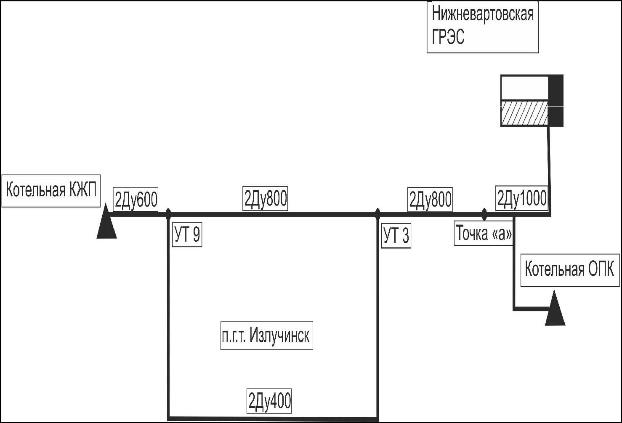 Нижневартовская
ГРЭС
Котельная КЖП
2Ду600
2Ду800
2Ду800
2Ду1000
УТ 9
УТ 3
Точка «а»
Котельная ОПК
п.г.т. Излучинск
2Ду400